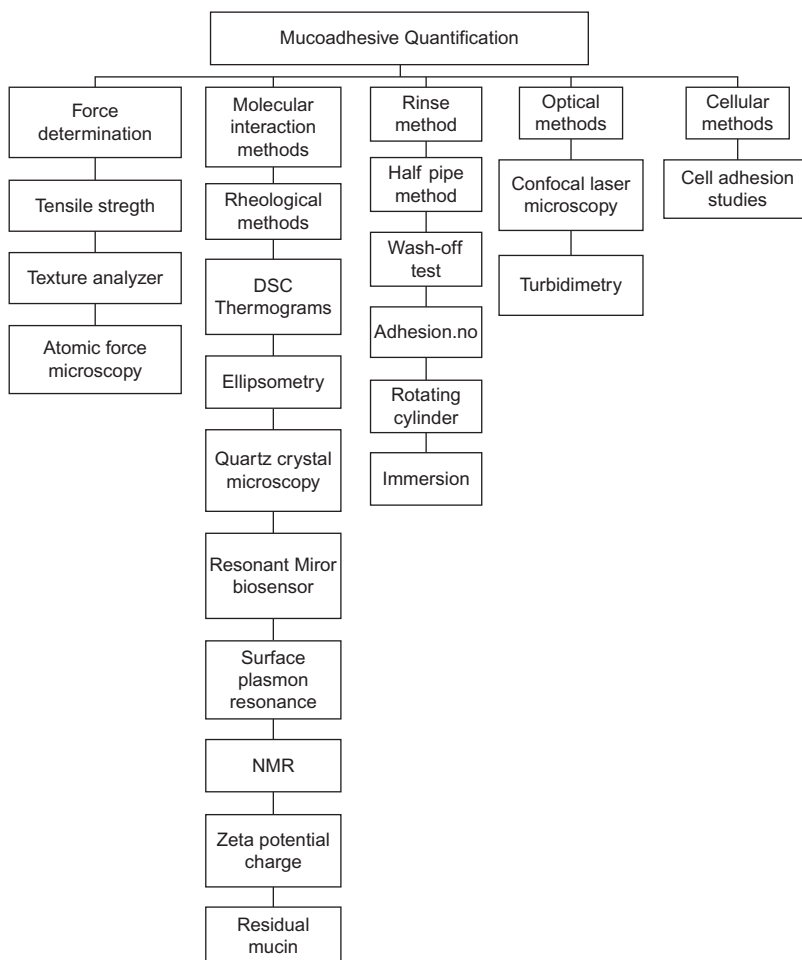 Mucoadhesive Quantification
Force
determination
Tensile stregth
Texture analyzer
Atomic force
microscopy
Molecular
interaction
methods
Rheological
methods
DSC
Thermograms
Ellipsometry
Quartz crystal
microscopy
Resonant Miror
biosensor
Surface
plasmon
resonance
NMR
Zeta potential
charge
Residual
mucin
Rinse
method
Half pipe
method
Wash-off
test
Adhesion.no
Rotating
cylinder
Immersion
Optical
methods
Confocal laser
microscopy
Turbidimetry
Cellular
methods
Cell adhesion
studies